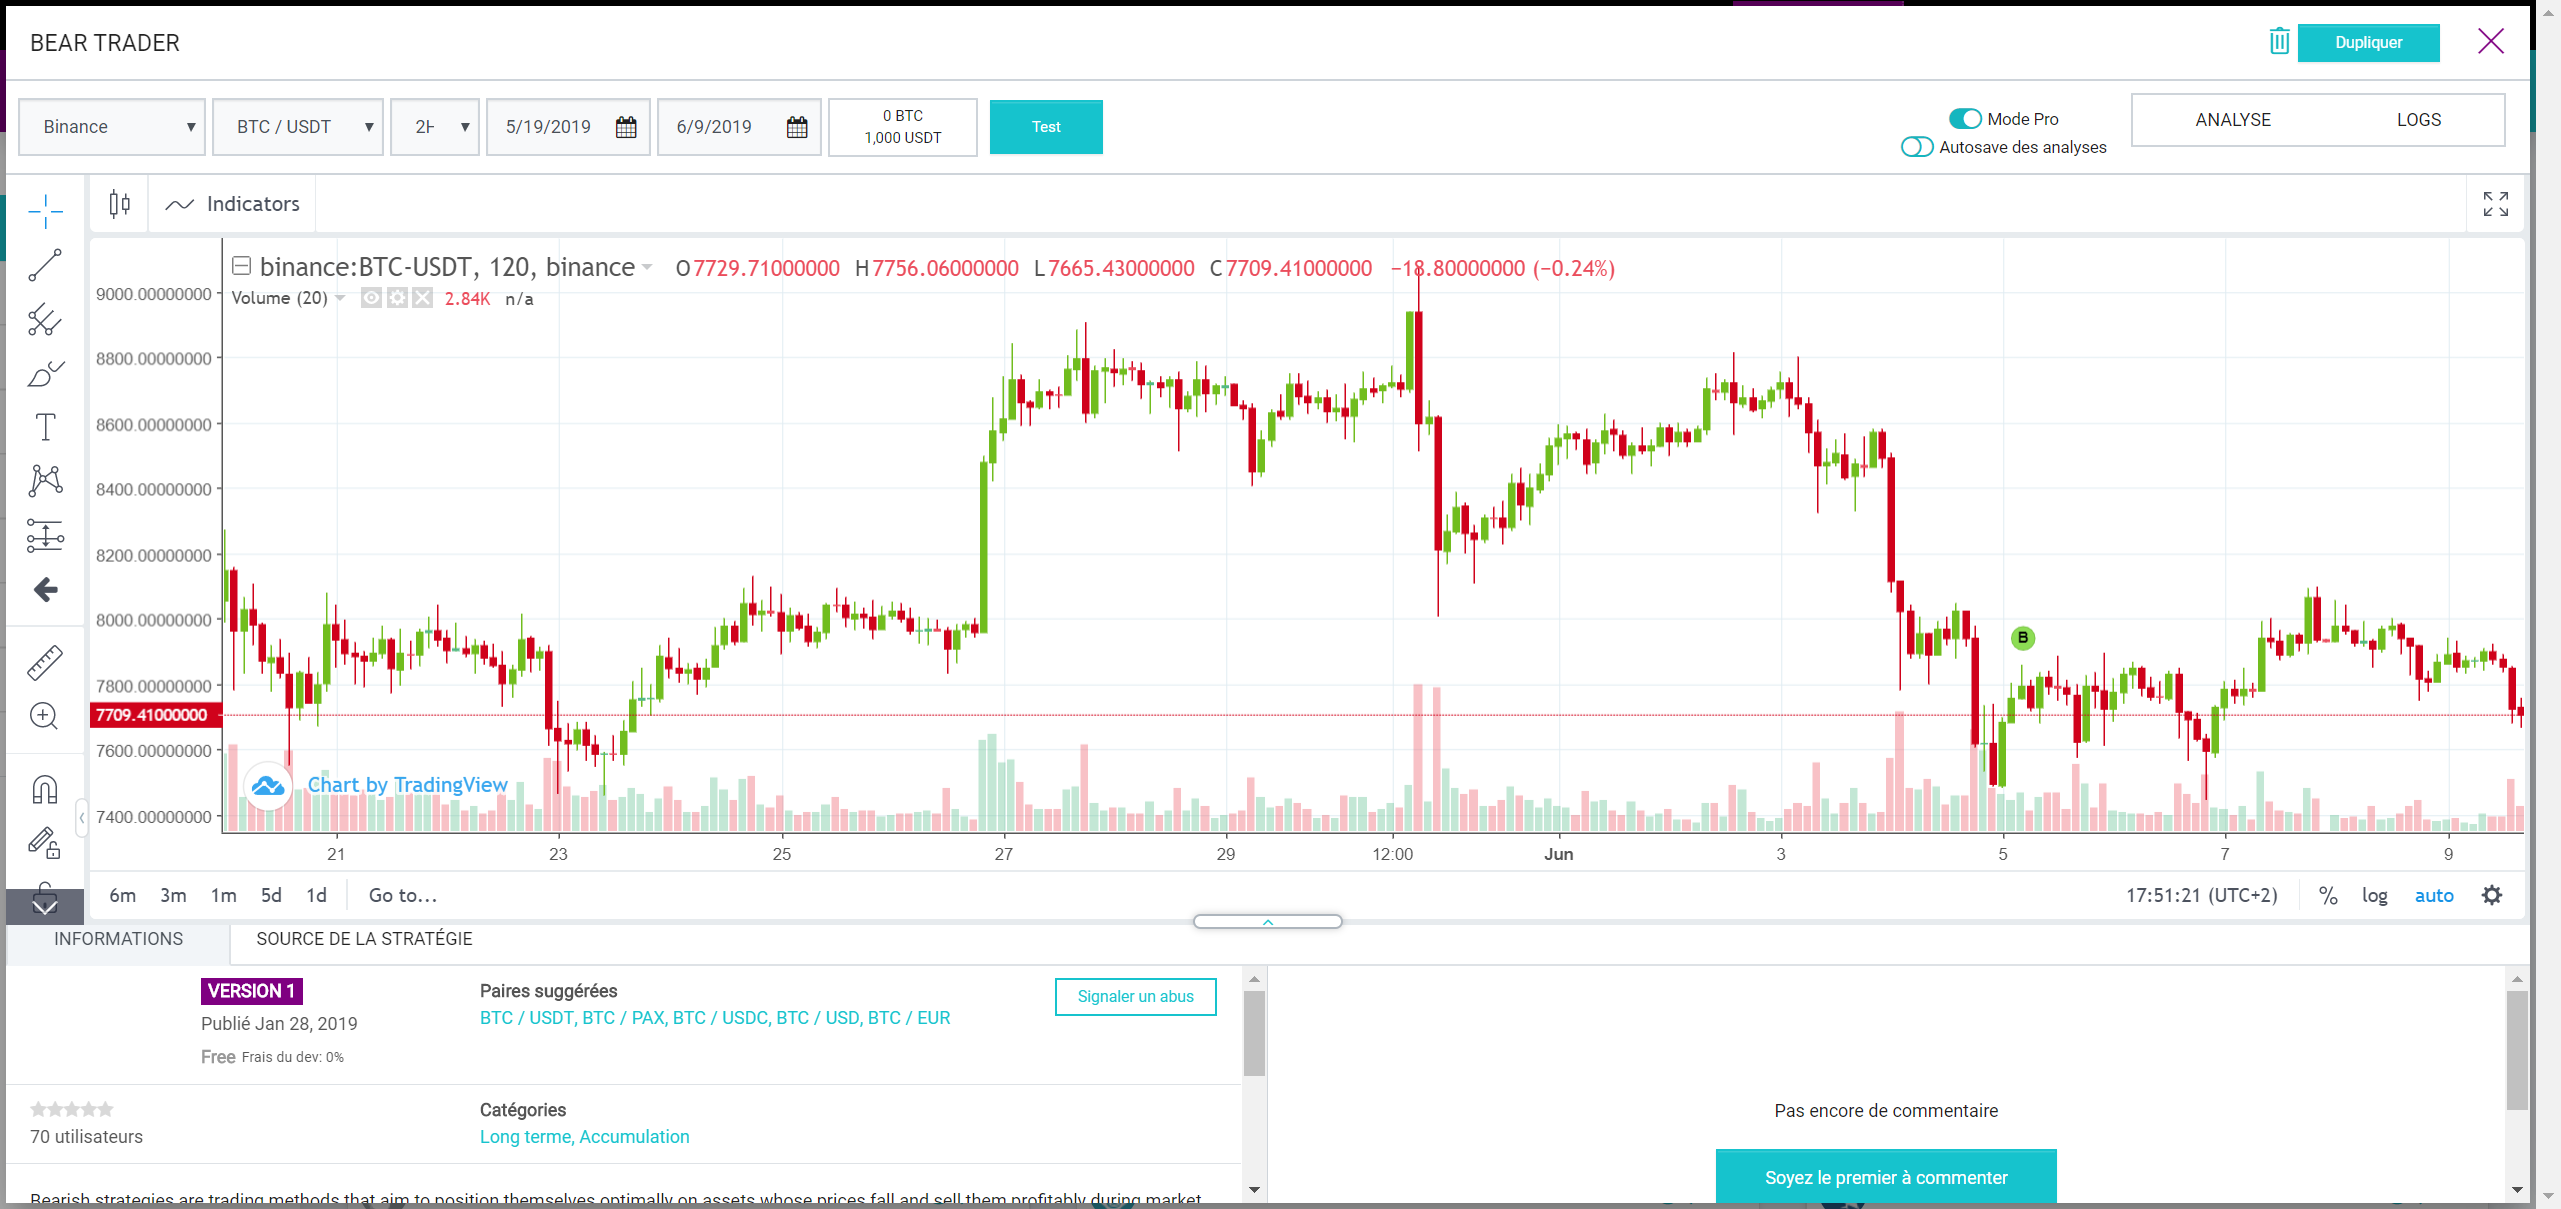 BEAR TRADER
Dupliquer
Binance
BTC / USDT
5/19/2019
6/9/2019
0 BTC
1,000 USDT
Test
Mode Pro
Autosave des analyses
ANALYSE
LOGS
Indicators
binance:BTC-USDT, 120, binance O7729.71000000 H7756.06000000 L7665.43000000 C7709.41000000 −18.80000000 (−0.24%)
Volume (20) 2.84K n/a
9000.00000000
8800.00000000
8600.00000000
8400.00000000
8200.00000000
8000.00000000
7800.00000000
7709.41000000
7600.00000000
7400.00000000
B
Chart by TradingView
21 23 25 27 29 12:00 Jun 3 5 7 9
6m 3m 1m 5d 1d Go to...
17:51:21 (UTC+2) % log auto
INFORMATIONS
SOURCE DE LA STRATÉGIE
VERSION 1
Publié Jan 28, 2019
Free Frais du dev: 0%
Paires suggérées
BTC / USDT, BTC / PAX, BTC / USDC, BTC / USD, BTC / EUR
Signaler un abus
70 utilisateurs
Catégories
Long terme, Accumulation
Bearish strategies are trading methods that aim to position themselves optimally on assets whose prices fall and sell them profitably during market
Pas encore de commentaire
Soyez le premier à commenter